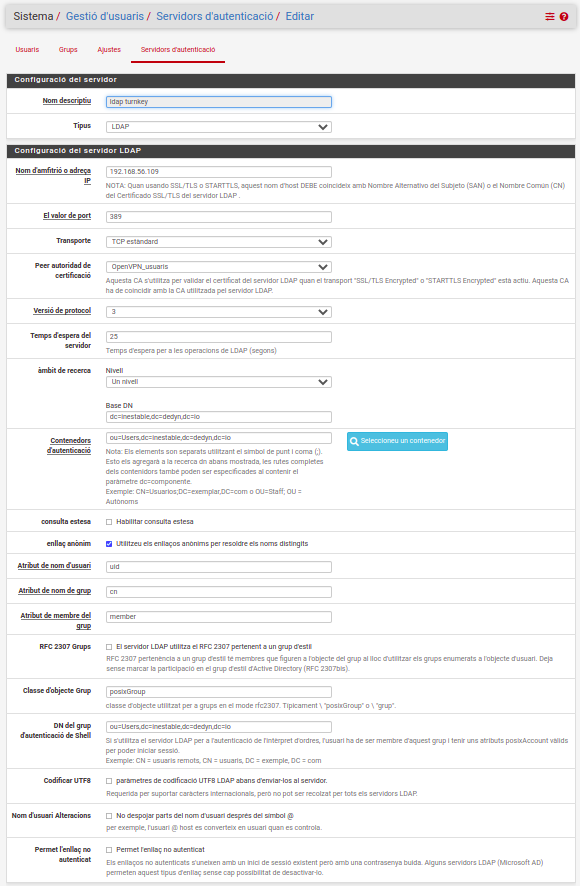 Sistema / Gestió d'usuaris / Servidors d'autenticació / Editar
Usuaris Grups Ajustes Servidors d'autenticació
Configuració del servidor
Nom descriptiu
ldap turnkey
Tipus
LDAP
Configuració del servidor LDAP
Nom d'amfitrió o adreça
IP
192.168.56.109
NOTA: Quan usando SSL/TLS o STARTTLS, aquest nom d'host DEBE coincideix amb Nombre Alternativo del Subjeto (SAN) o el Nombre Común (CN)
del Certificado SSL/TLS del servidor LDAP .
El valor de port
389
Transporte
TCP estàndard
Peer autoridad de
certificació
OpenVPN_usuaris
Aquesta CA s'utilitza per validar el certificat del servidor LDAP quan el transport "SSL/TLS Encrypted" o "STARTTLS Encrypted" està actiu. Aquesta CA
ha de coincidir amb la CA utilitzada pel servidor LDAP.
Versió de protocol
3
Temps d'espera del
servidor
25
Temps d'espera per a les operacions de LDAP (segons)
àmbit de recerca
Nivell
Un nivell
Base DN
dc=inestable,dc=dedyn,dc=io
Contenedors
d'autenticació
ou=Users,dc=inestable,dc=dedyn,dc=io
Seleccioneu un contenedor
Nota: Els elements son separats utilitzant el símbol de punt i coma (;).
Esto els agregarà a la recerca dn abans mostrada, les rutes completes
dels contenidors també poden ser especificades al contenir el
paràmetre dc=componente.
Exemple: CN=Usuarios;DC=exemplar,DC=com o OU=Staff; OU =
Autònoms
consulta estesa
Habilitar consulta estesa
enllaç anònim
Utilitzeu els enllaços anònims per resoldre els noms distingits
Atribut de nom d'usuari
uid
Atribut de nom de grup
cn
Atribut de membre del
grup
member
RFC 2307 Grups
El servidor LDAP utilitza el RFC 2307 pertenent a un grup d'estil
RFC 2307 pertenència a un grup d'estil té membres que figuren a l'objecte del grup al lloc d'utilitzar els grups enumerats a l'objecte d'usuari. Deja
sense marcar la participació en el grup d'estil d'Active Directory (RFC 2307bis).
Classe d'objecte Grup
posixGroup
classe d'objecte utilitzat per a grups en el mode rfc2307. Típicament \ "posixGroup" o \ "grup".
DN del grup
d'autenticació de Shell
ou=Users,dc=inestable,dc=dedyn,dc=io
Si s'utilitza el servidor LDAP per a l'autenticació de l'intèrpret d'ordres, l'usuari ha de ser membre d'aquest grup i tenir uns atributs posixAccount vàlids
per poder iniciar sessió.
Exemple: CN = usuaris remots, CN = usuaris, DC = exemple, DC = com
Codificar UTF8
paràmetres de codificació UTF8 LDAP abans d'enviar-los al servidor.
Requerida per suportar caràcters internacionals, però no pot ser recolzat per tots els servidors LDAP.
Nom d'usuari Alteracions
No despojar parts del nom d'usuari després del símbol @
per exemple, l'usuari @ host es converteix en usuari quan es controla.
Permet l'enllaç no
autenticat
Permet l'enllaç no autenticat
Els enllaços no autenticats s'uneixen amb un inici de sessió existent però amb una contrasenya buida. Alguns servidors LDAP (Microsoft AD)
permeten aquest tipus d'enllaç sense cap possibilitat de desactivar-lo.